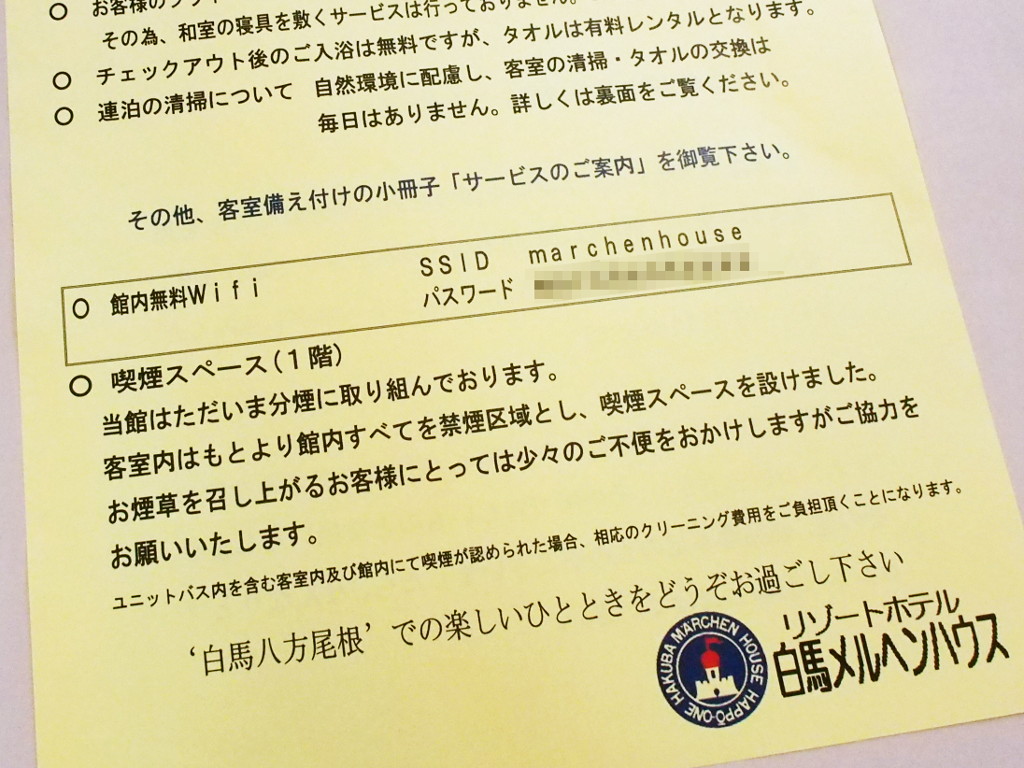 ○ お客様のプライ
その為、和室の寝具を敷くサービスは行っておりません。
○ チェックアウト後のご入浴は無料ですが、タオルは有料レンタルとなります。
○ 連泊の清掃について 自然環境に配慮し、客室の清掃・タオルの交換は
毎日はありません。詳しくは裏面をご覧ください。
その他、客室備え付けの小冊子「サービスのご案内」を御覧下さい。
○ 館内無料Wifi SSID marchenhouse
パスワード
○ 喫煙スペース(1階)
当館はただいま分煙に取り組んでおります。
客室内はもとより館内すべてを禁煙区域とし、喫煙スペースを設けました。
お煙草を召し上がるお客様にとっては少々のご不便をおかけしますがご協力を
お願いいたします。
ユニットバス内を含む客室内及び館内にて喫煙が認められた場合、相応のクリーニング費用をご負担頂くことになります。
‘白馬八方尾根’での楽しいひとときをどうぞお過ごし下さい
HAKUBA MÄRCHEN HOUSE HAPPŌ-ONE
リゾートホテル
白馬メルヘンハウス